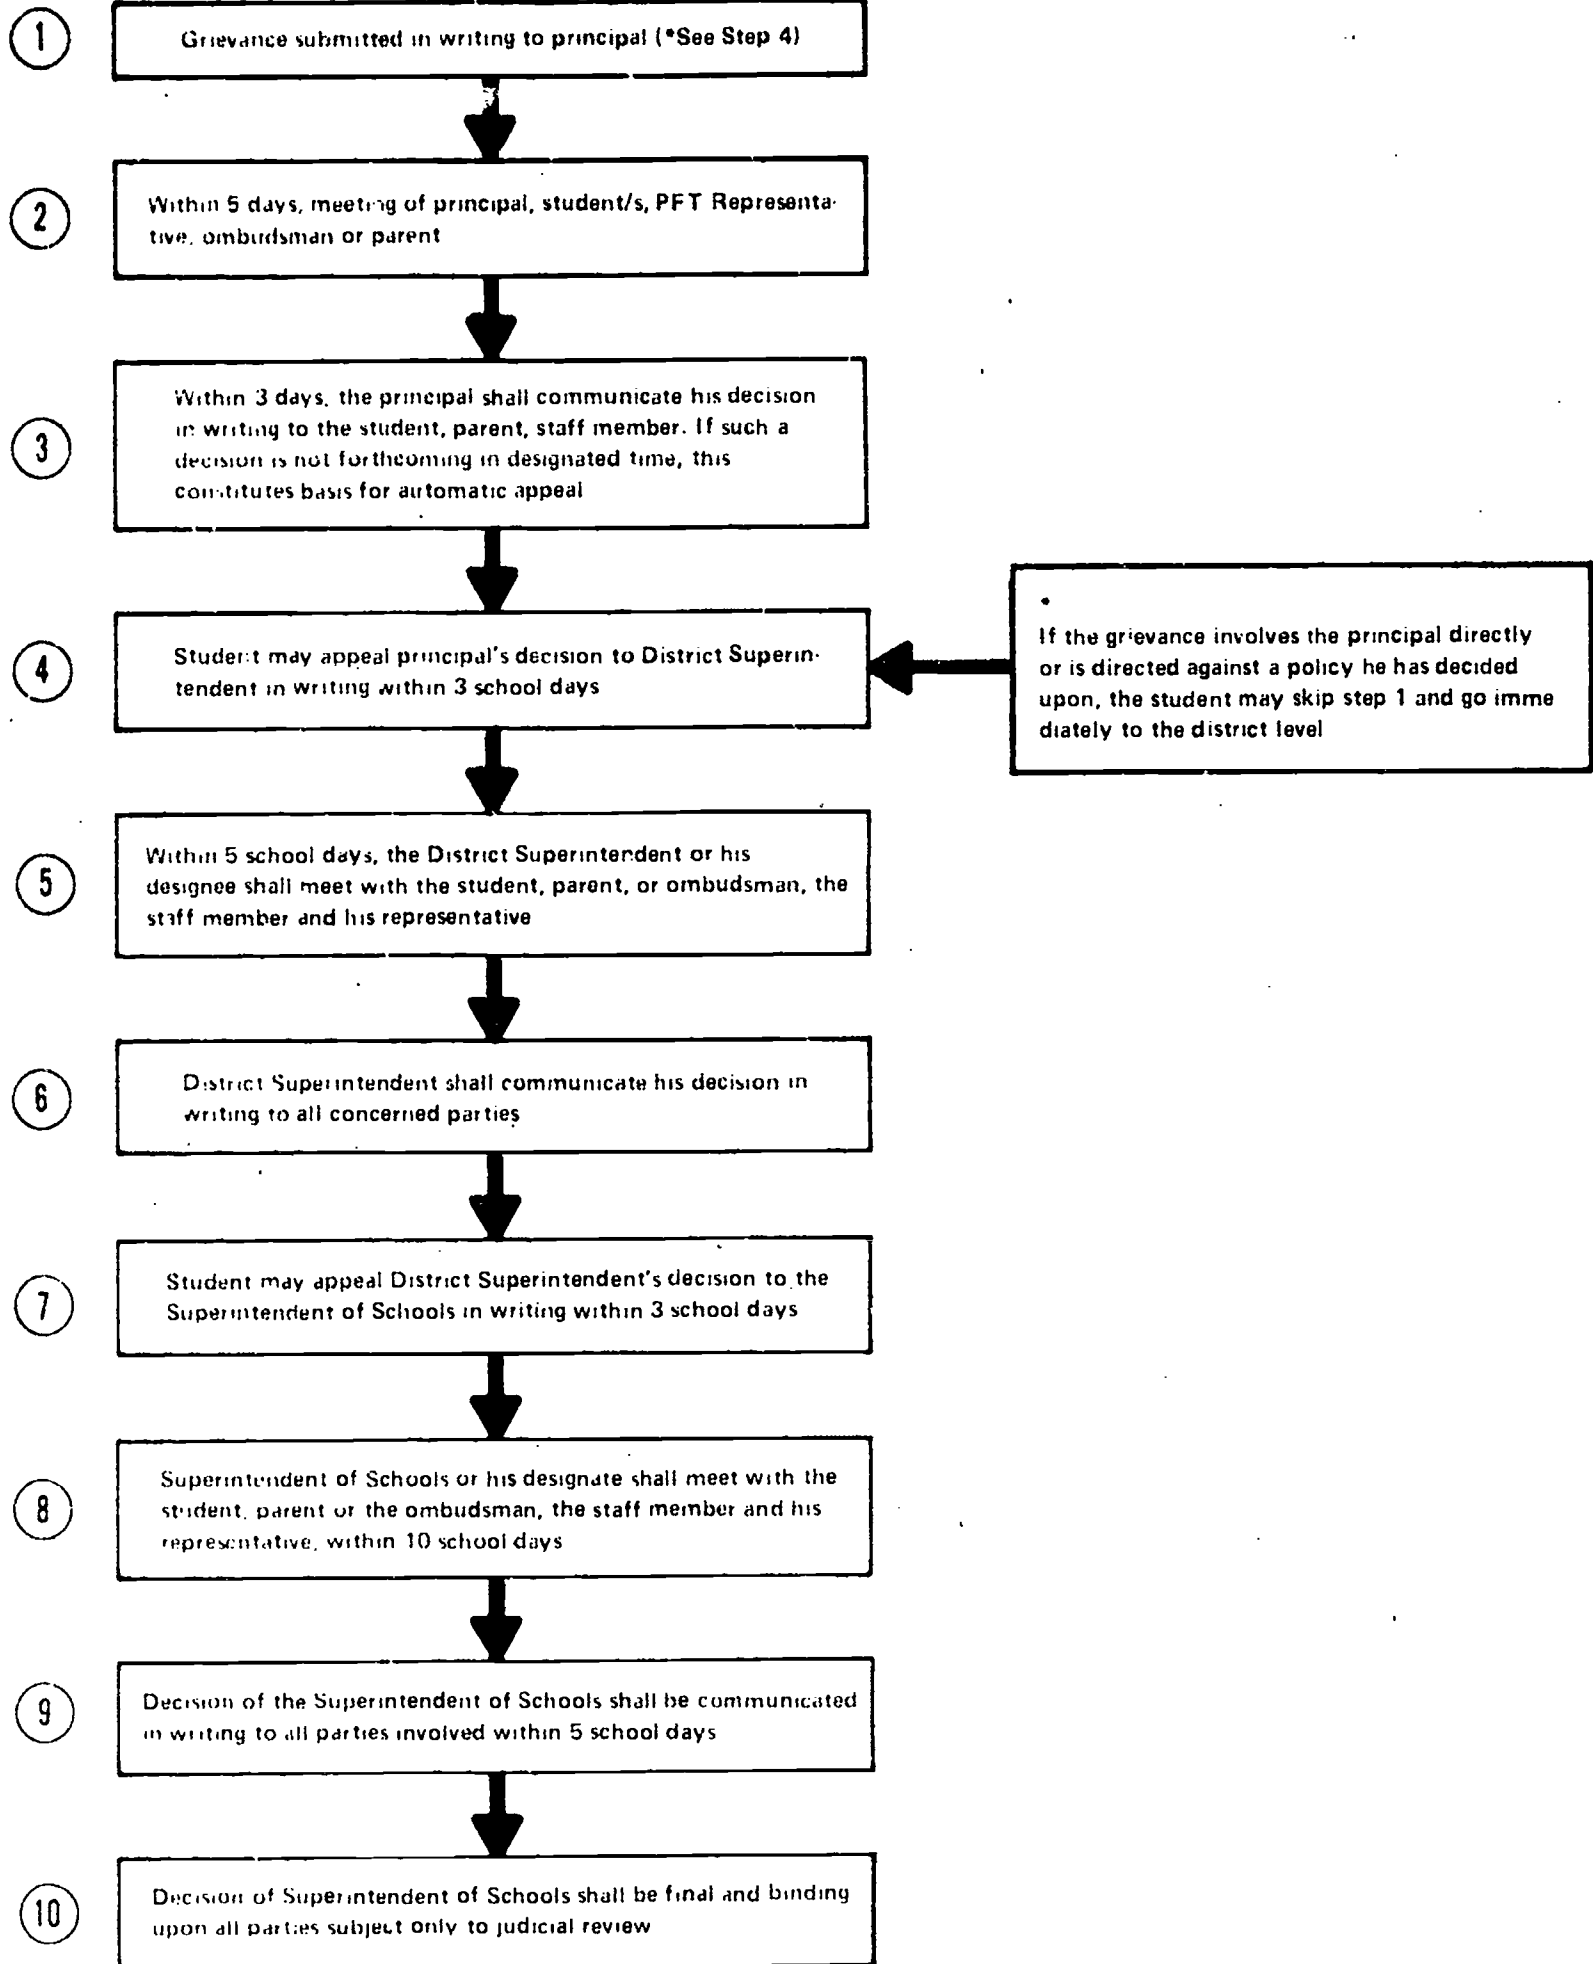 1
Grievance submitted in writing to principal (*See Step 4)
2
Within 5 days, meeting of principal, student/s, PFT Representa-
tive, ombudsman or parent
3
Within 3 days, the principal shall communicate his decision
in writing to the student, parent, staff member. If such a
decision is not forthcoming in designated time, this
constitutes basis for automatic appeal
4
Student may appeal principal's decision to District Superin-
tendent in writing within 3 school days
*
If the grievance involves the principal directly
or is directed against a policy he has decided
upon, the student may skip step 1 and go imme
diately to the district level
5
Within 5 school days, the District Superintendent or his
designee shall meet with the student, parent, or ombudsman, the
staff member and his representative
6
District Superintendent shall communicate his decision in
writing to all concerned parties
7
Student may appeal District Superintendent's decision to the
Superintendent of Schools in writing within 3 school days
8
Superintendent of Schools or his designate shall meet with the
student, parent or the ombudsman, the staff member and his
representative, within 10 school days
9
Decision of the Superintendent of Schools shall be communicated
in writing to all parties involved within 5 school days
10
Decision of Superintendent of Schools shall be final and binding
upon all parties subject only to judicial review